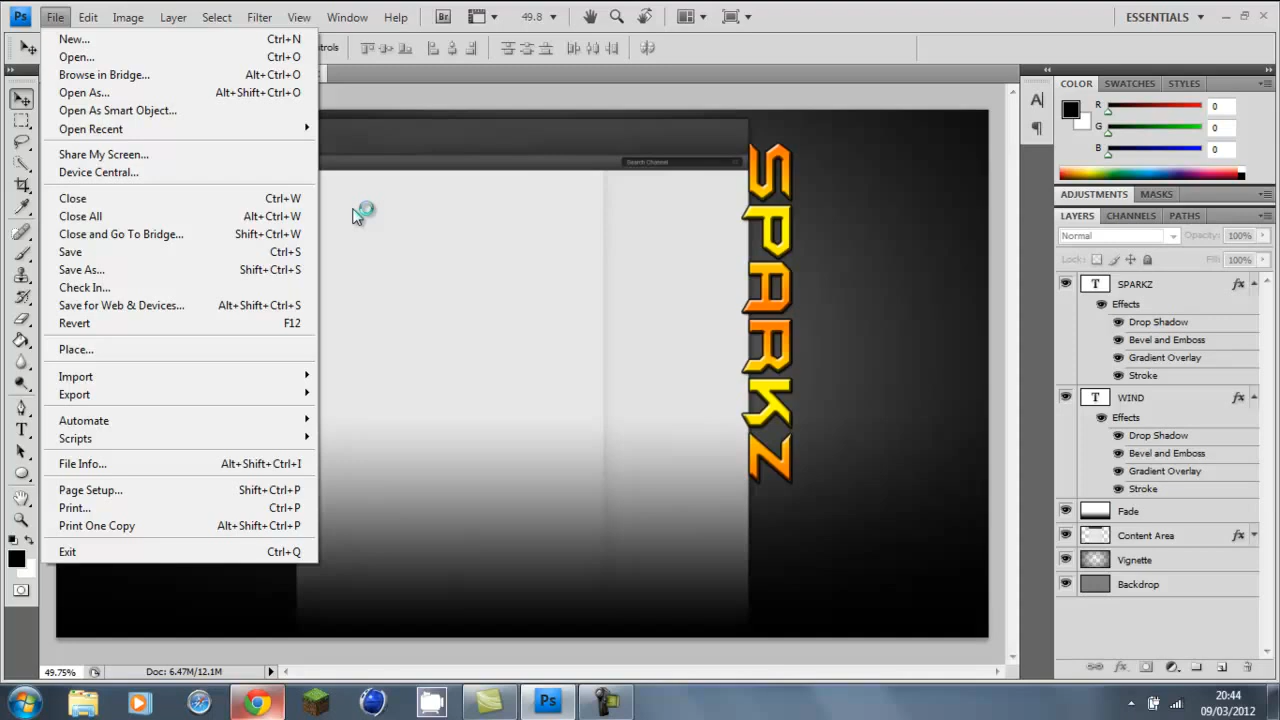 Ps File Edit Image Layer Select Filter View Window Help Br 49.8 ESSENTIALS
New... Ctrl+N
Open... Ctrl+O
Browse in Bridge... Alt+Ctrl+O
Open As... Alt+Shift+Ctrl+O
Open As Smart Object...
Open Recent
Share My Screen...
Device Central...
Close Ctrl+W
Close All Alt+Ctrl+W
Close and Go To Bridge... Shift+Ctrl+W
Save Ctrl+S
Save As... Shift+Ctrl+S
Check In...
Save for Web & Devices... Alt+Shift+Ctrl+S
Revert F12
Place...
Import
Export
Automate
Scripts
File Info... Alt+Shift+Ctrl+I
Page Setup... Shift+Ctrl+P
Print... Ctrl+P
Print One Copy Alt+Shift+Ctrl+P
Exit Ctrl+Q
Search Channel
SPARKZ
COLOR SWATCHES STYLES
R 0
G 0
B 0
ADJUSTMENTS MASKS
LAYERS CHANNELS PATHS
Normal Opacity: 100%
Lock: Fill: 100%
T SPARKZ fx
Effects
Drop Shadow
Bevel and Emboss
Gradient Overlay
Stroke
T WIND fx
Effects
Drop Shadow
Bevel and Emboss
Gradient Overlay
Stroke
Fade
Content Area fx
Vignette
Backdrop
49.75% Doc: 6.47M/12.1M
Ps
20:44
09/03/2012